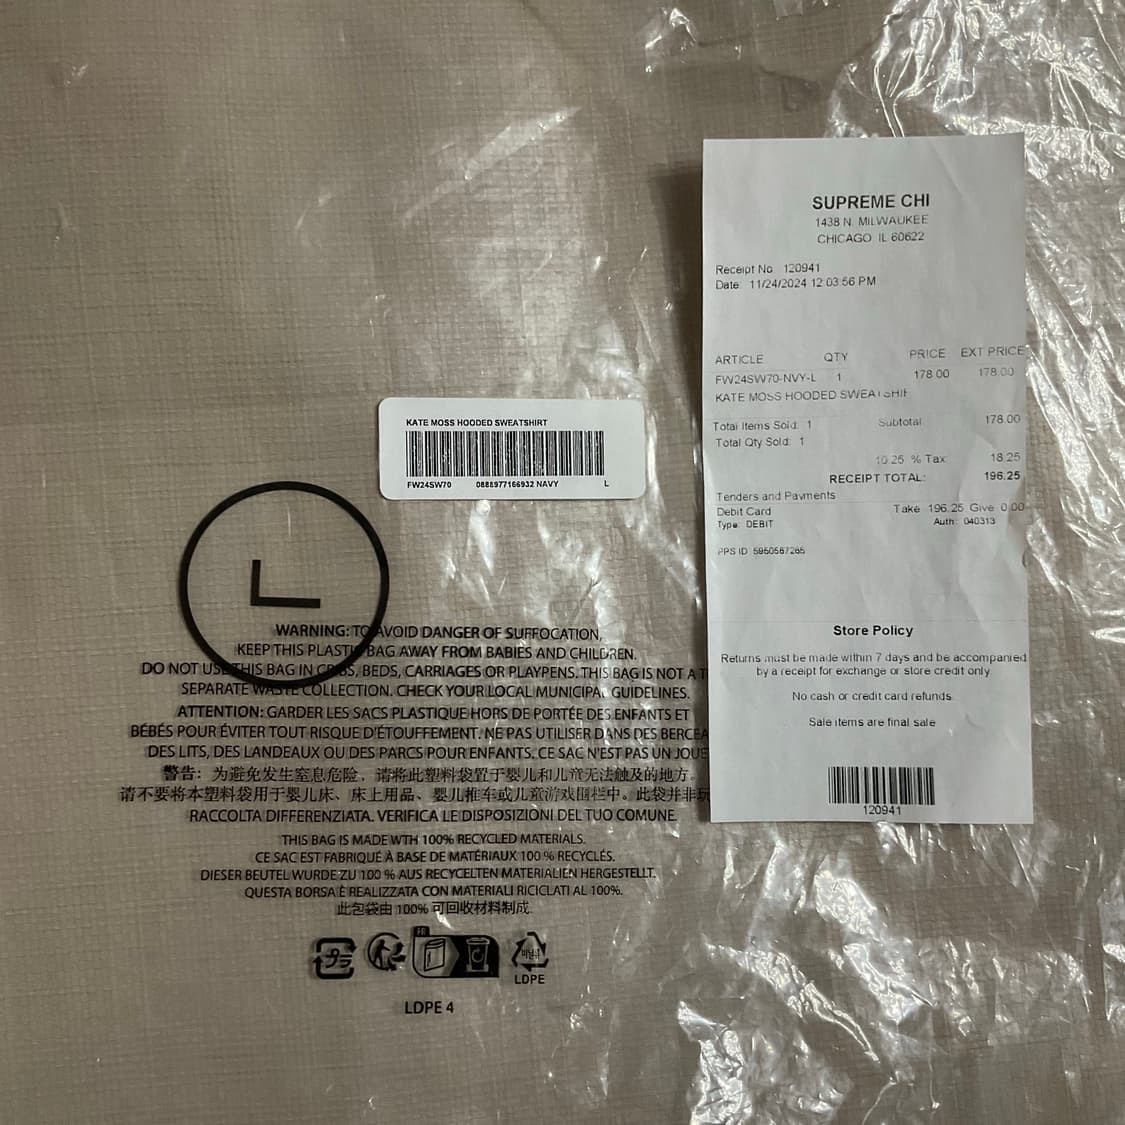 KATE MOSS HOODED SWEATSHIRT
FW24SW70 0888977166932 NAVY L
L
WARNING: TO AVOID DANGER OF SUFFOCATION,
KEEP THIS PLASTIC BAG AWAY FROM BABIES AND CHILDREN.
DO NOT USE THIS BAG IN CRIBS, BEDS, CARRIAGES OR PLAYPENS. THIS BAG IS NOT A
SEPARATE WASTE COLLECTION. CHECK YOUR LOCAL MUNICIPAL GUIDELINES.
ATTENTION: GARDER LES SACS PLASTIQUE HORS DE PORTÉE DES ENFANTS ET
BÉBÉS POUR ÉVITER TOUT RISQUE D'ÉTOUFFEMENT. NE PAS UTILISER DANS DES
DES LITS, DES LANDEAUX OU DES PARCS POUR ENFANTS. CE SAC N'EST PAS UN
警告：为避免发生窒息危险，请将此塑料袋置于婴儿和儿童无法触及的地方。
请不要将本塑料袋用于婴儿床、床上用品、婴儿推车或儿童游戏围栏中。此袋并非玩
RACCOLTA DIFFERENZIATA. VERIFICA LE DISPOSIZIONI DEL TUO COMUNE.
THIS BAG IS MADE WTH 100% RECYCLED MATERIALS.
CE SAC EST FABRIQUÉ À BASE DE MATÉRIAUX 100 % RECYCLÉS.
DIESER BEUTEL WURDE ZU 100 % AUS RECYCELTEN MATERIALIEN HERGESTELLT.
QUESTA BORSA È REALIZZATA CON MATERIALI RICICLATI AL 100%.
此包袋由 100% 可回收材料制成.
プラ
FR
비닐류
LDPE
LDPE 4
SUPREME CHI
1438 N. MILWAUKEE
CHICAGO IL 60622
Receipt No 120941
Date: 11/24/2024 12:03:56 PM
ARTICLE QTY PRICE EXT PRICE
FW24SW70-NVY-L 1 178.00 178.00
KATE MOSS HOODED SWEATSHIF
Total Items Sold: 1 Subtotal 178.00
Total Qty Sold: 1
10.25 % Tax: 18.25
RECEIPT TOTAL: 196.25
Tenders and Payments
Debit Card Take 196.25 Give 0.00
Type: DEBIT Auth: 040313
PPS ID 5950567265
Store Policy
Returns must be made within 7 days and be accompanied
by a receipt for exchange or store credit only.
No cash or credit card refunds
Sale items are final sale
120941